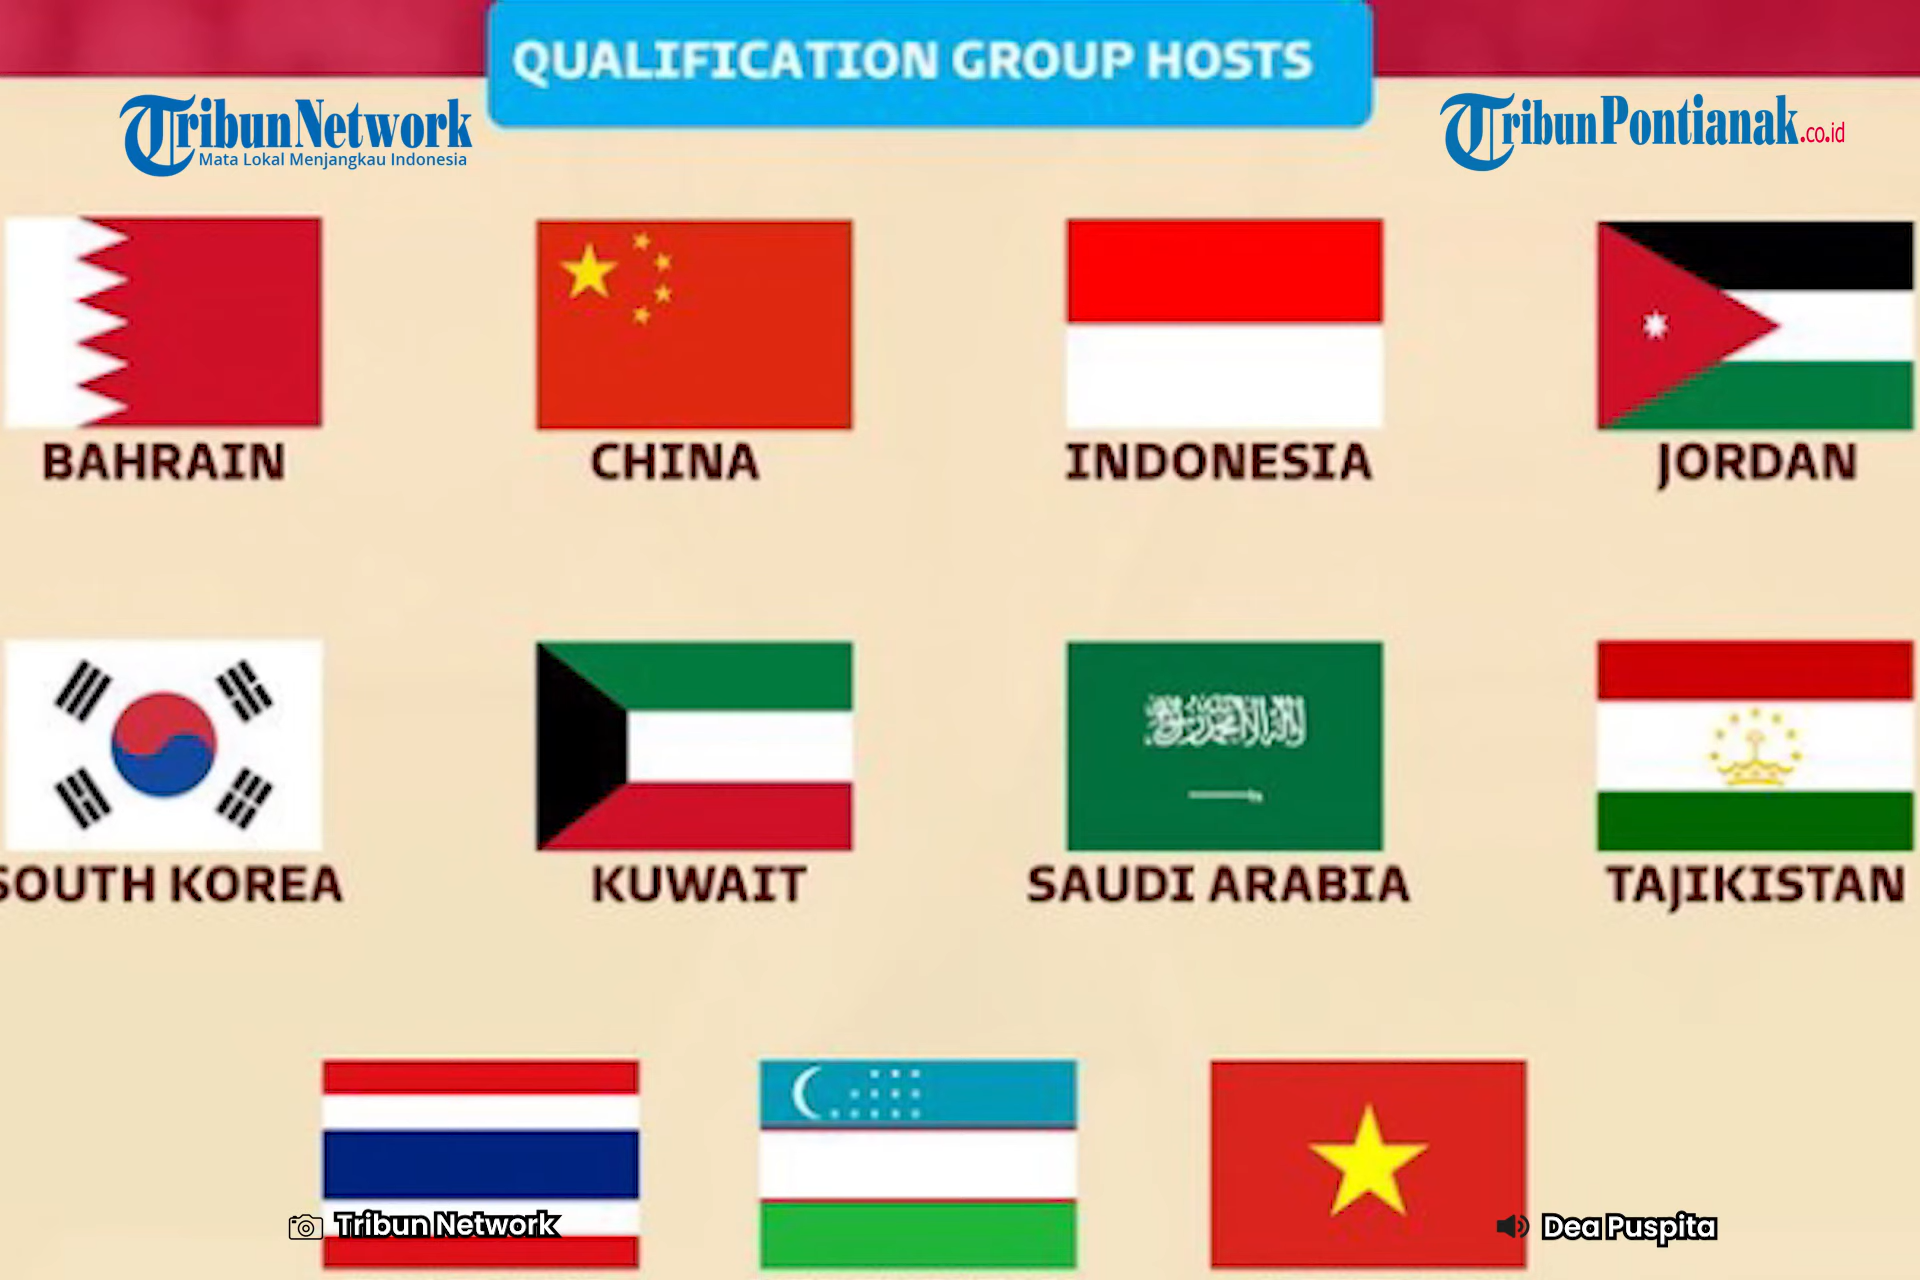 QUALIFICATION GROUP HOSTS
TribunNetwork
Mata Lokal Menjangkau Indonesia
TribunPontianak.co.id
BAHRAIN
CHINA
INDONESIA
JORDAN
SOUTH KOREA
KUWAIT
SAUDI ARABIA
TAJIKISTAN
Tribun Network
Dea Puspita